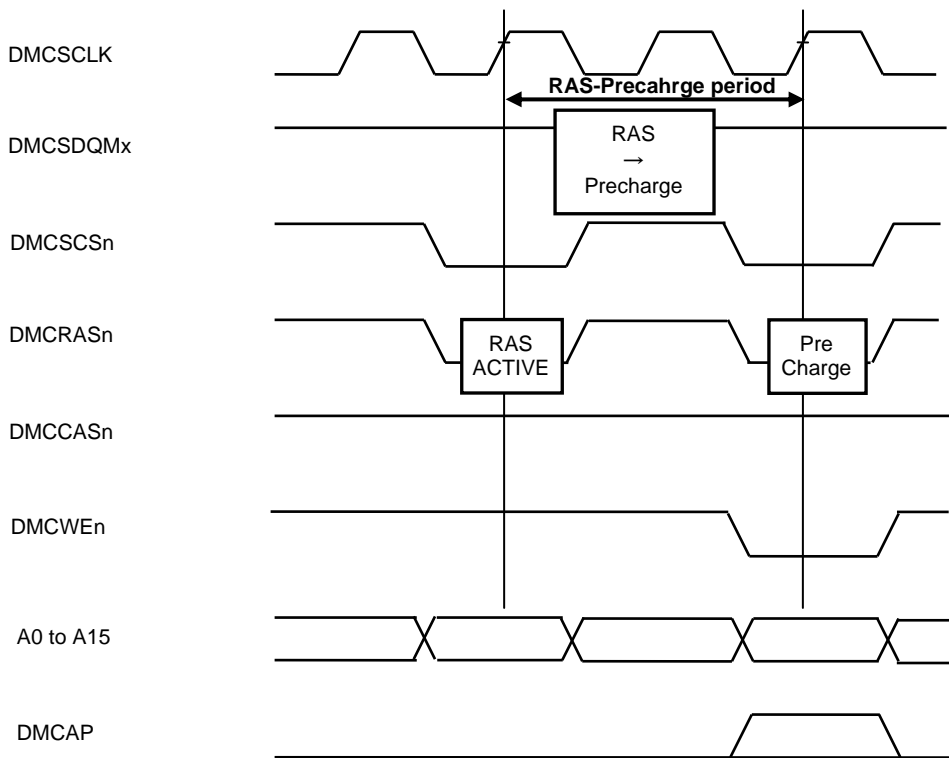 DMCSCLK
RAS-Precahrge period
DMCSDQMx
RAS
→
Precharge
DMCSCSn
DMCRASn
RAS
ACTIVE
Pre
Charge
DMCCASn
DMCWEn
A0 to A15
DMCAP